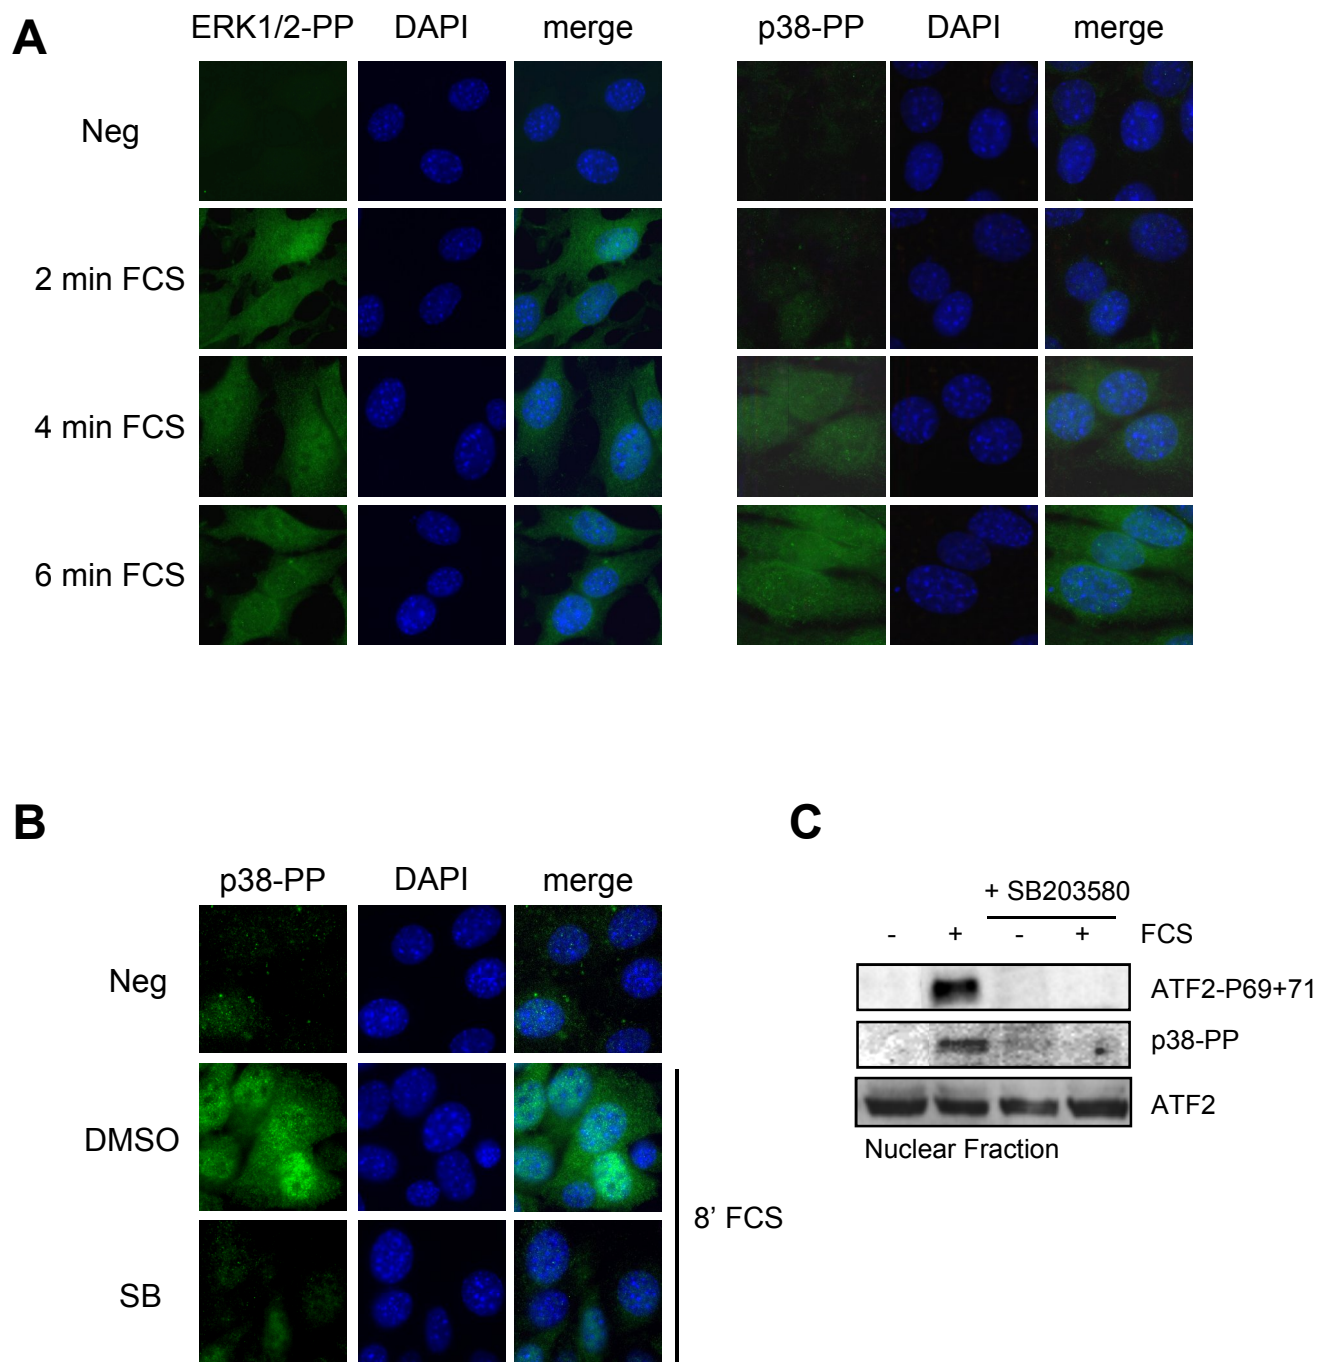 A
ERK1/2-PP DAPI merge p38-PP DAPI merge
Neg
2 min FCS
4 min FCS
6 min FCS
B
p38-PP DAPI merge
Neg
DMSO
SB
8’ FCS
C
+ SB203580
- + - + FCS
ATF2-P69+71
p38-PP
ATF2
Nuclear Fraction